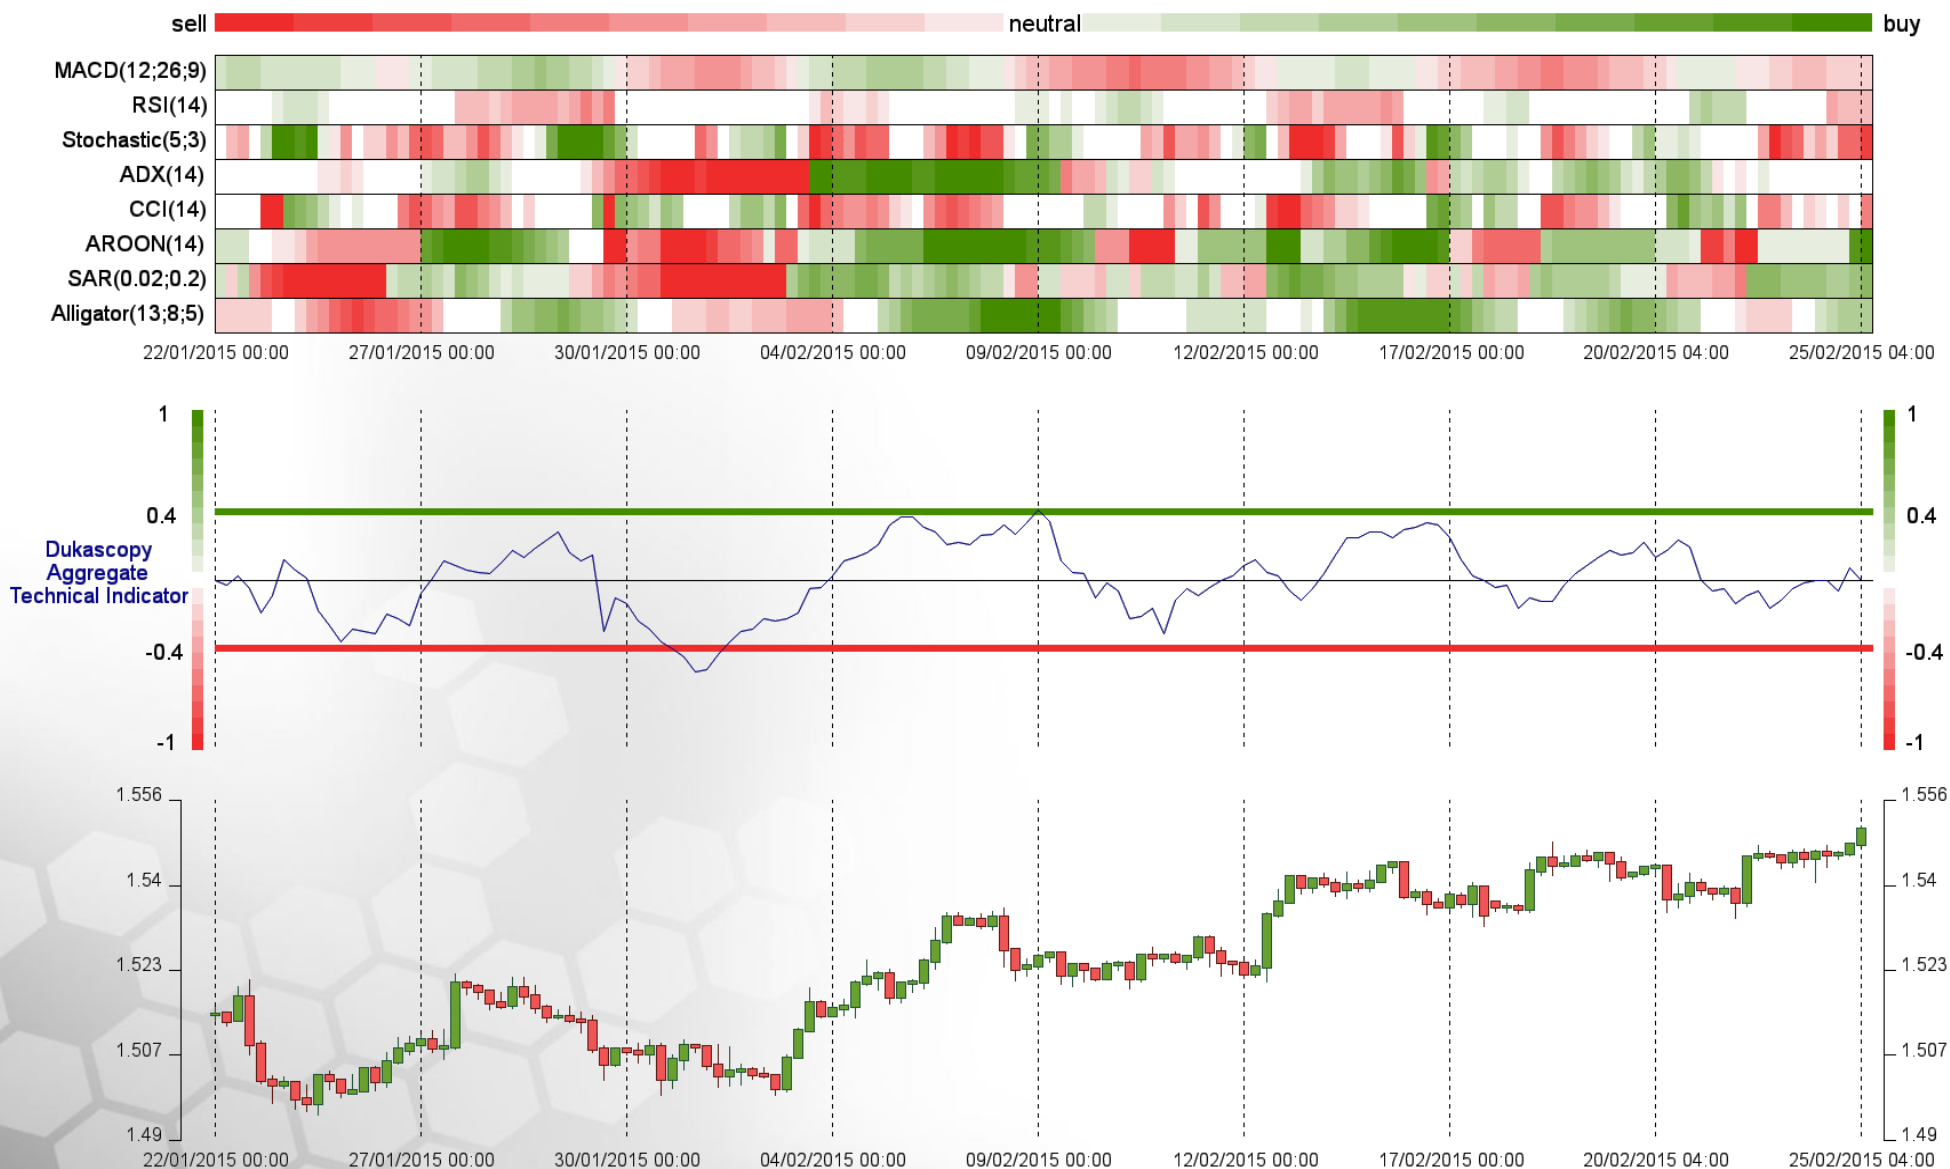 sell neutral buy
MACD(12;26;9)
RSI(14)
Stochastic(5;3)
ADX(14)
CCI(14)
AROON(14)
SAR(0.02;0.2)
Alligator(13;8;5)
22/01/2015 00:00 27/01/2015 00:00 30/01/2015 00:00 04/02/2015 00:00 09/02/2015 00:00 12/02/2015 00:00 17/02/2015 00:00 20/02/2015 04:00 25/02/2015 04:00
1 1
0.4 0.4
Dukascopy
Aggregate
Technical Indicator
-0.4 -0.4
-1 -1
1.556 1.556
1.54 1.54
1.523 1.523
1.507 1.507
1.49 1.49
22/01/2015 00:00 27/01/2015 00:00 30/01/2015 00:00 04/02/2015 00:00 09/02/2015 00:00 12/02/2015 00:00 17/02/2015 00:00 20/02/2015 04:00 25/02/2015 04:00